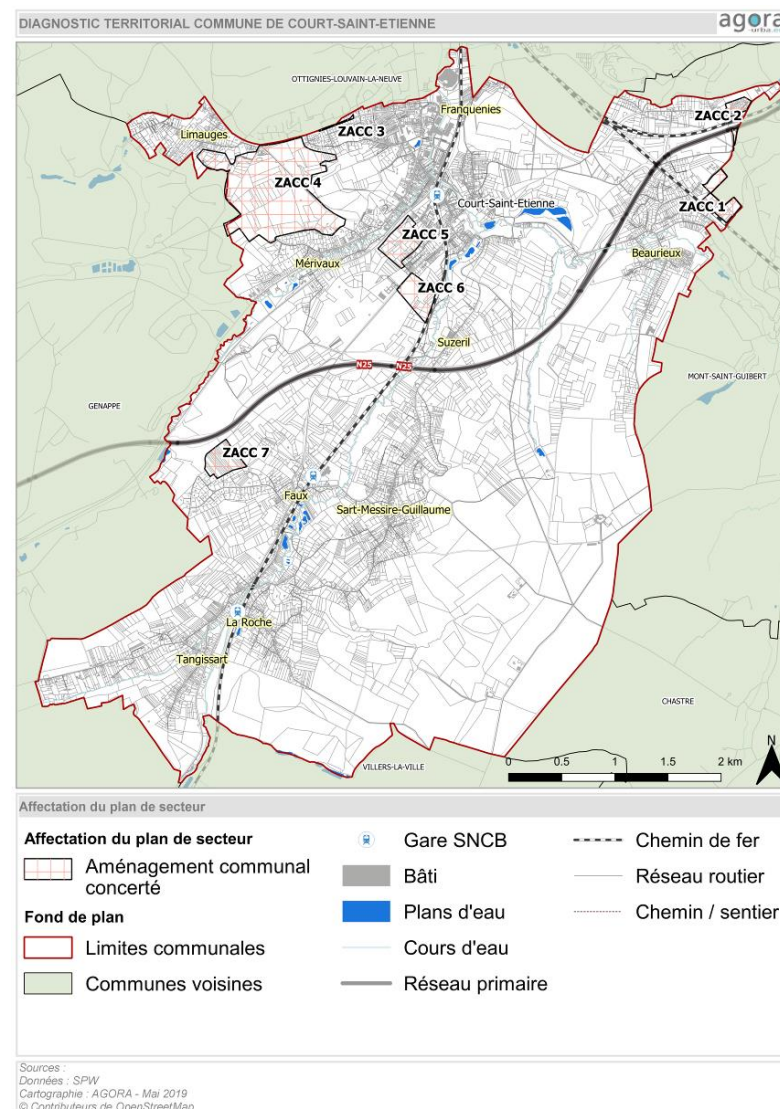 DIAGNOSTIC TERRITORIAL COMMUNE DE COURT-SAINT-ETIENNE
agora
OTTIGNIES-LOUVAIN-LA-NEUVE
Franquenies
ZACC 2
Limauges
ZACC 3
ZACC 4
Court-Saint-Etienne
ZACC 1
ZACC 5
Beaurieux
Mérivaux
ZACC 6
Suzeril
N25
N25
MONT-SAINT-GUIBERT
GENAPPE
ZACC 7
Faux
Sart-Messire-Guillaume
La Roche
Tangissart
CHASTRE
VILLERS-LA-VILLE
N
0 0.5 1 1.5 2 km
Affectation du plan de secteur
Affectation du plan de secteur
Aménagement communal
concerté
Fond de plan
Limites communales
Communes voisines
Gare SNCB
Bâti
Plans d'eau
Cours d'eau
Réseau primaire
Chemin de fer
Réseau routier
Chemin / sentier
Sources :
Données : SPW
Cartographie : AGORA - Mai 2019
© Contributeurs de OpenStreetMap